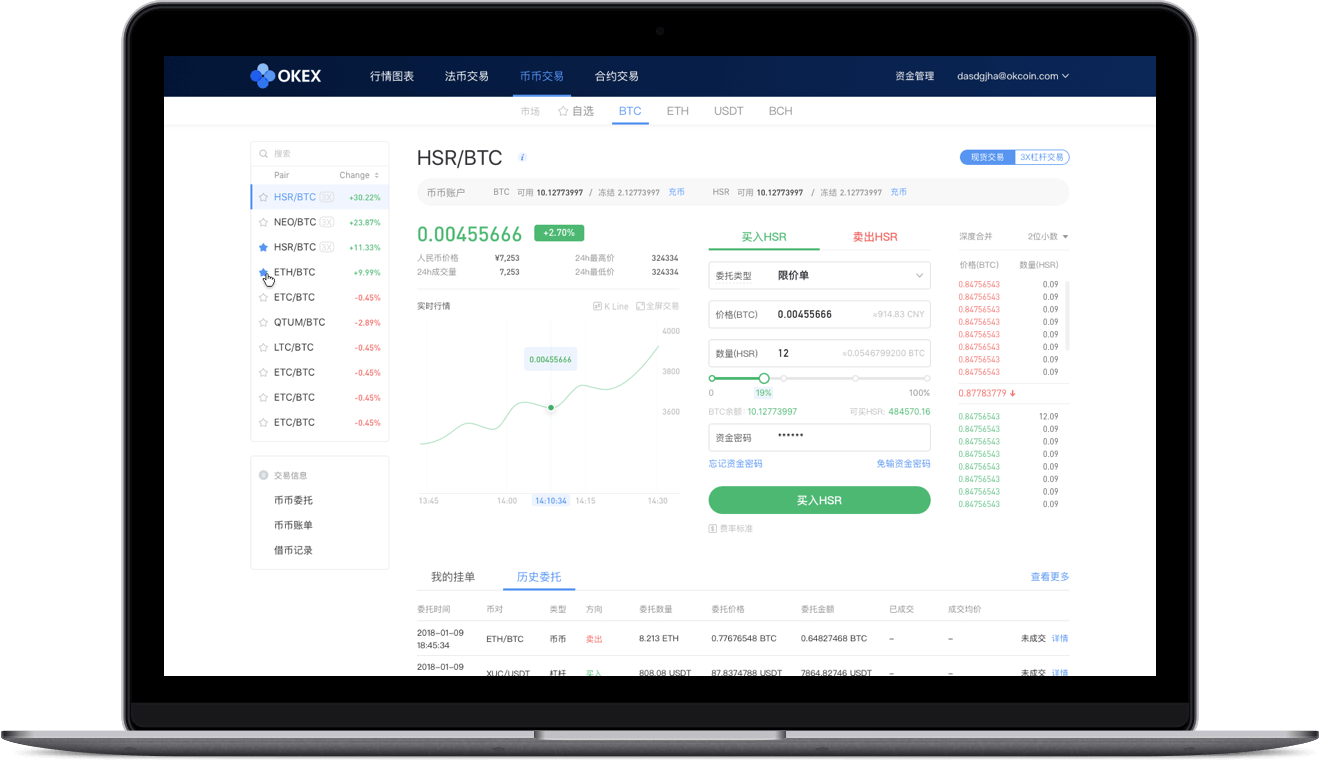 OKEX 行情图表 法币交易 币币交易 合约交易 资金管理 dasdgjha@okcoin.com
市场 自选 BTC ETH USDT BCH
搜索
Pair Change
HSR/BTC 3X +30.22%
NEO/BTC 3X +23.87%
HSR/BTC 3X +11.33%
ETH/BTC +9.99%
ETC/BTC -0.45%
QTUM/BTC -2.89%
LTC/BTC -0.45%
ETC/BTC -0.45%
ETC/BTC -0.45%
ETC/BTC -0.45%
交易信息
币币委托
币币账单
借币记录
HSR/BTC i
现货交易 3X杠杆交易
币币账户 BTC 可用 10.12773997 / 冻结 2.12773997 充币 HSR 可用 10.12773997 / 冻结 2.12773997 充币
0.00455666 +2.70%
人民币价格 ¥7,253 24h最高价 324334
24h成交量 7,253 24h最低价 324334
实时行情 K Line 全屏交易
4000
3800
3600
0.00455666
13:45 14:00 14:10:34 14:15 14:30
买入HSR 卖出HSR
委托类型 限价单
价格(BTC) 0.00455666 ≈914.83 CNY
数量(HSR) 12 ≈0.0546799200 BTC
0 19% 100%
BTC余额: 10.12773997 可买HSR: 484570.16
资金密码 ******
忘记资金密码 免输资金密码
买入HSR
费率标准
深度合并 2位小数
价格(BTC) 数量(HSR)
0.84756543 0.09
0.84756543 0.09
0.84756543 0.09
0.84756543 0.09
0.84756543 0.09
0.84756543 0.09
0.84756543 0.09
0.84756543 0.09
0.87783779 ↓
0.84756543 12.09
0.84756543 0.09
0.84756543 0.09
0.84756543 0.09
0.84756543 0.09
0.84756543 0.09
0.84756543 0.09
0.84756543 0.09
我的挂单 历史委托 查看更多
委托时间 币对 类型 方向 委托数量 委托价格 委托金额 已成交 成交均价
2018-01-09 18:45:34 ETH/BTC 币币 卖出 8.213 ETH 0.77676548 BTC 0.64827468 BTC - - 未成交 详情
2018-01-09 XUC/USDT 杠杆 买入 808.08 USDT 87.8374788 USDT 7864.82746 USDT - - 未成交 详情